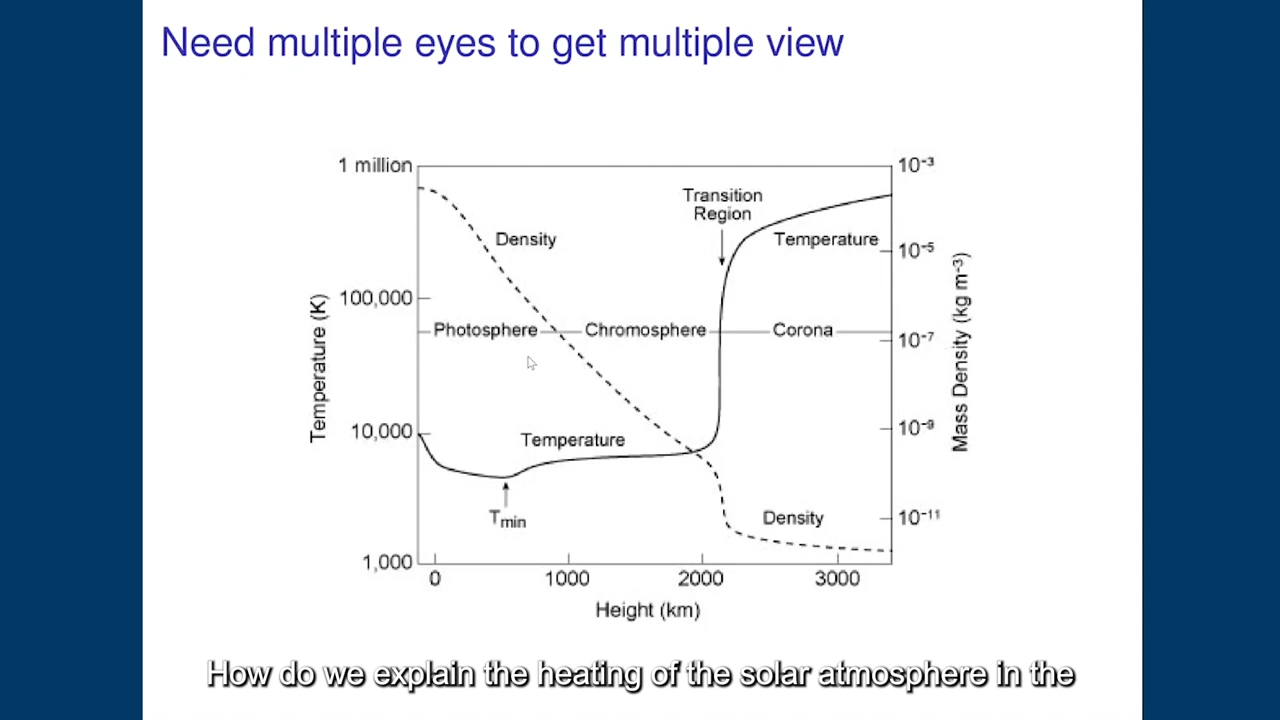 Need multiple eyes to get multiple view
1 million
10⁻³
Transition
Region
Density
Temperature
10⁻⁵
100,000
Photosphere
Chromosphere
Corona
10⁻⁷
Temperature (K)
Mass Density (kg m⁻³)
10,000
Temperature
10⁻⁹
Tmin
Density
10⁻¹¹
1,000
0
1000
2000
3000
Height (km)
How do we explain the heating of the solar atmosphere in the